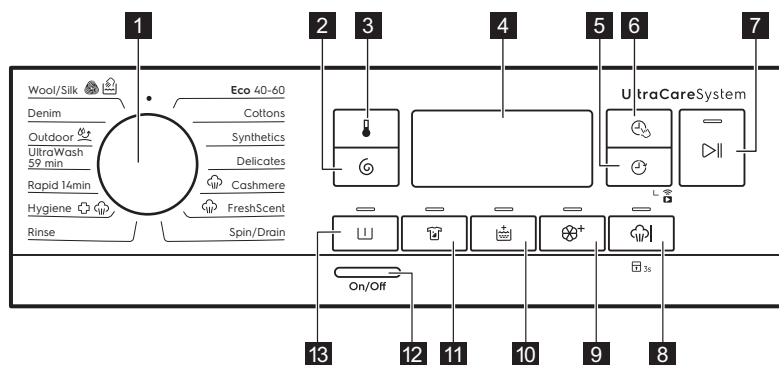 1
2
3
4
5
6
7
Wool/Silk
Denim
Outdoor
UltraWash
59 min
Rapid 14min
Hygiene
Rinse
Eco 40-60
Cottons
Synthetics
Delicates
Cashmere
FreshScent
Spin/Drain
UltraCareSystem
3s
On/Off
13
12
11
10
9
8